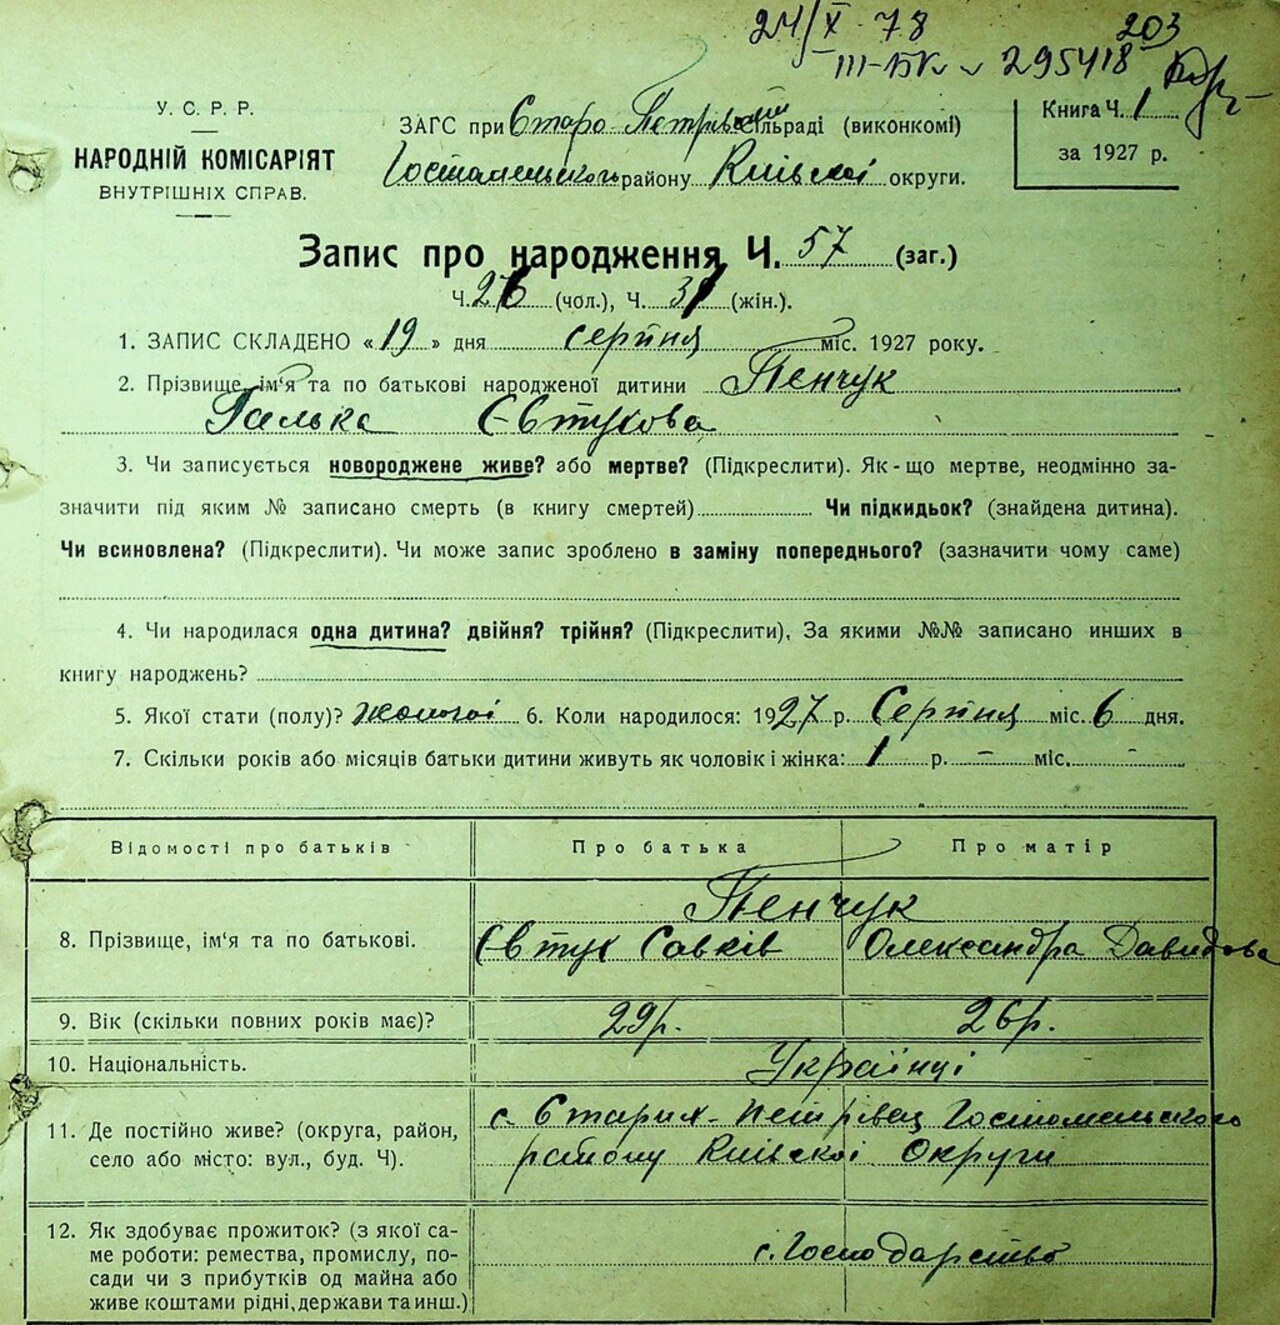 24/X 78
203
III-БК № 295418
У. С. Р. Р.
НАРОДНІЙ КОМІСАРІЯТ
ВНУТРІШНІХ СПРАВ.
ЗАГС при Старо-Петрівській сільраді (виконкомі)
Гостомельського району Київської округи.
Книга Ч. 1
за 1927 р.
Запис про народження Ч. 57 (заг.)
Ч. 26 (чол.), Ч. 31 (жін.).
1. ЗАПИС СКЛАДЕНО «19» дня серпня міс. 1927 року.
2. Прізвище, ім'я та по батькові народженої дитини Пенчук
Галька Євтухова
3. Чи записується новороджене живе? або мертве? (Підкреслити). Як-що мертве, неодмінно за-
значити під яким № записано смерть (в книгу смертей) Чи підкидьок? (знайдена дитина).
Чи всиновлена? (Підкреслити). Чи може запис зроблено в заміну попереднього? (зазначити чому саме)
4. Чи народилася одна дитина? двійня? трійня? (Підкреслити), За якими №№ записано инших в
книгу народжень?
5. Якої стати (полу)? жоночої 6. Коли народилося: 1927 р. Серпня міс. 6 дня.
7. Скільки років або місяців батьки дитини живуть як чоловік і жінка: 1 р. – міс. –
Відомості про батьків Про батька Про матір
Пенчук
8. Прізвище, ім'я та по батькові. Євтух Савків Олександра Давидова
9. Вік (скільки повних років має)? 29 р. 26 р.
10. Національність. Українці
11. Де постійно живе? (округа, район, с. Старих-Петрівец Гостомельського
село або місто: вул., буд. Ч). району Київскої Округи
12. Як здобуває прожиток? (з якої са-
ме роботи: ремества, промислу, по- с. Господарство
сади чи з прибутків од майна або
живе коштами рідні, держави та инш.)